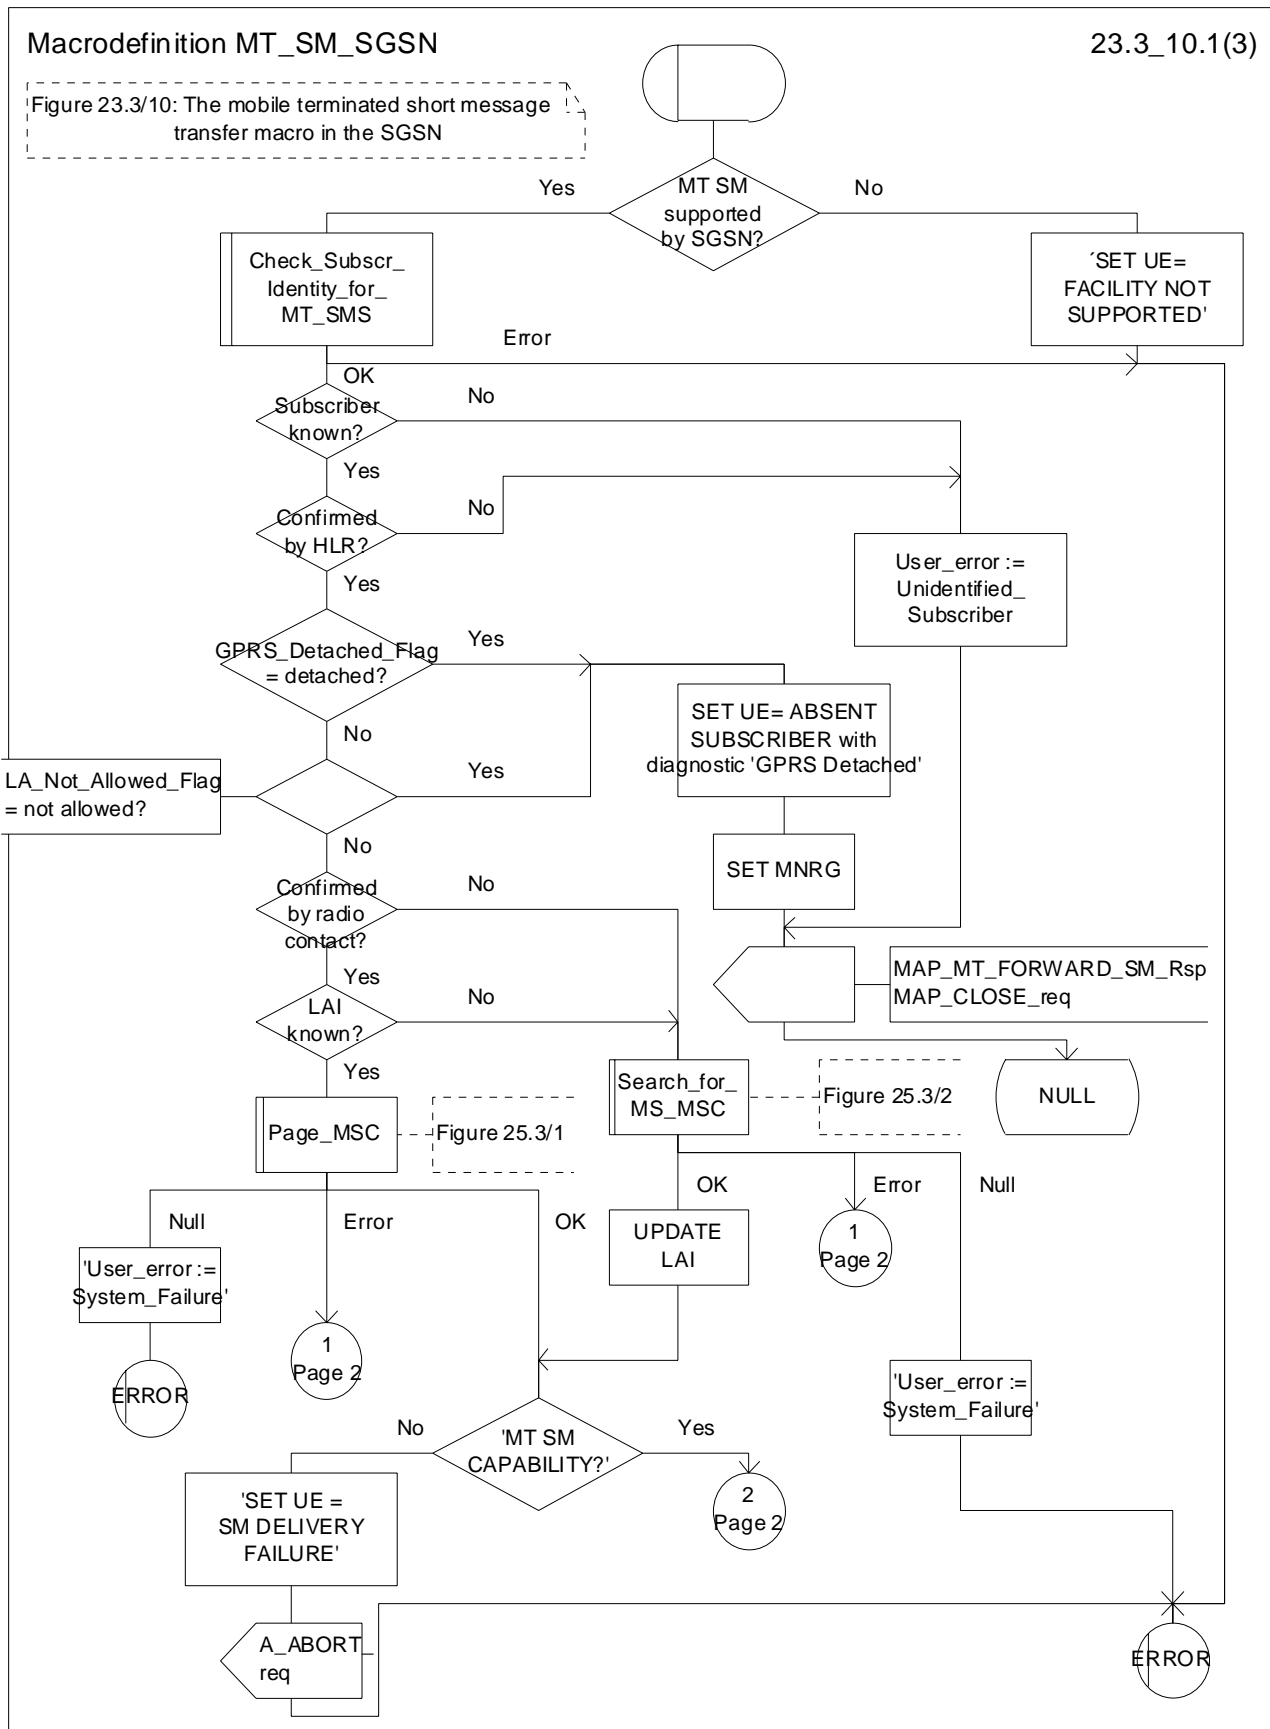 Macrodefinition MT_SM_SGSN
23.3_10.1(3)
Figure 23.3/10: The mobile terminated short message
transfer macro in the SGSN
Yes
MT SM
supported
by SGSN?
No
Check_Subscr_
Identity_for_
MT_SMS
´SET UE=
FACILITY NOT
SUPPORTED'
Error
OK
Subscriber
known?
No
Yes
Confirmed
by HLR?
No
User_error :=
Unidentified_
Subscriber
Yes
GPRS_Detached_Flag
= detached?
Yes
SET UE= ABSENT
SUBSCRIBER with
diagnostic 'GPRS Detached'
No
LA_Not_Allowed_Flag
= not allowed?
Yes
No
SET MNRG
Confirmed
by radio
contact?
No
MAP_MT_FORWARD_SM_Rsp
MAP_CLOSE_req
Yes
LAI
known?
No
Yes
Search_for_
MS_MSC
Figure 25.3/2
NULL
Page_MSC
Figure 25.3/1
OK
Error
Null
Null
Error
OK
UPDATE
LAI
1
Page 2
'User_error :=
System_Failure'
1
Page 2
ERROR
'User_error :=
System_Failure'
No
'MT SM
CAPABILITY?'
Yes
2
Page 2
'SET UE =
SM DELIVERY
FAILURE'
A_ABORT_
req
ERROR